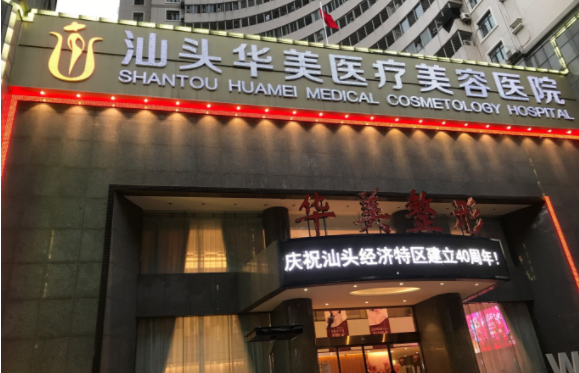 汕头华美医疗美容医院
SHANTOU HUAMEI MEDICAL COSMETOLOGY HOSPITAL
华美整形
庆祝汕头经济特区建立40周年!
W